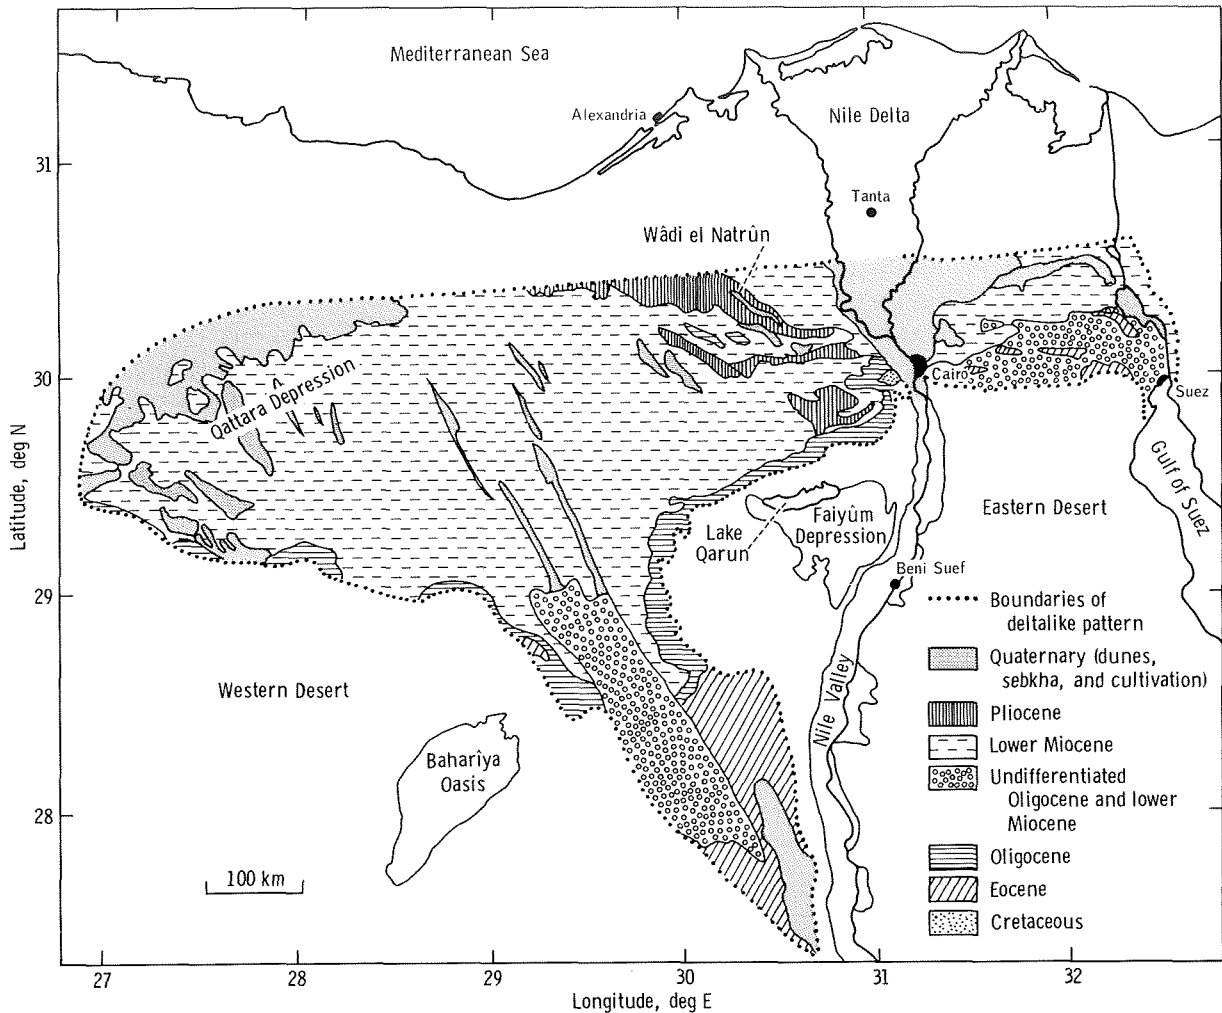 Mediterranean Sea
Alexandria
Nile Delta
Tanta
Wâdi el Natrûn
Qattara Depression
Cairo
Suez
Gulf of Suez
Lake
Qarun
Faiyûm
Depression
Eastern Desert
Beni Suef
Western Desert
Nile Valley
Baharîya
Oasis
100 km
Boundaries of
deltalike pattern
Quaternary (dunes,
sebkha, and cultivation)
Pliocene
Lower Miocene
Undifferentiated
Oligocene and lower
Miocene
Oligocene
Eocene
Cretaceous
Latitude, deg N
31
30
29
28
27
28
29
30
31
32
Longitude, deg E